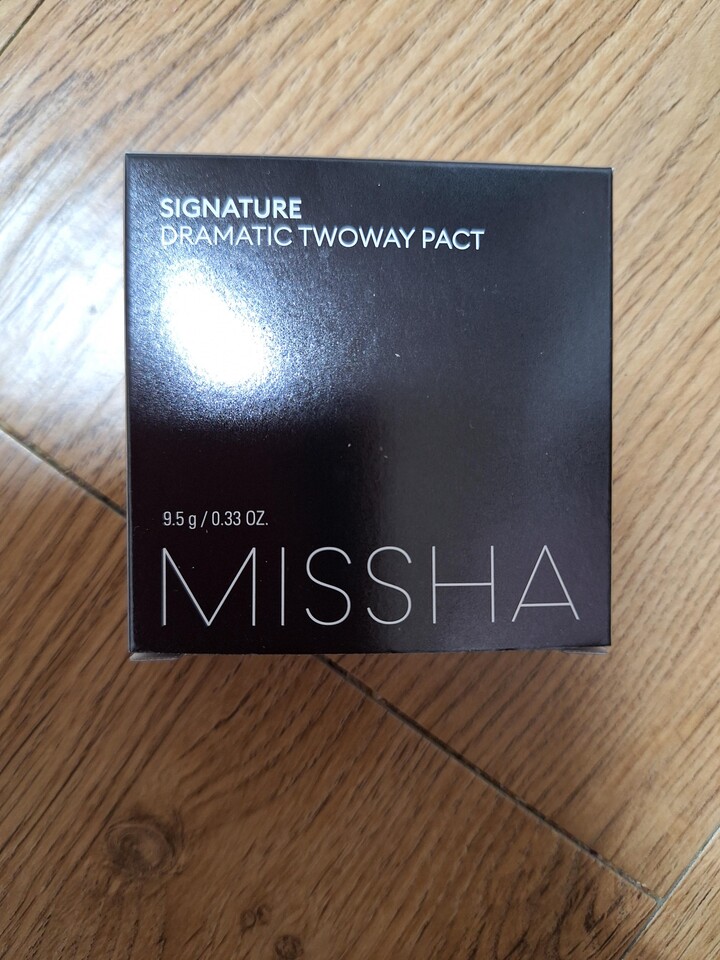 SIGNATURE
DRAMATIC TWOWAY PACT
9.5 g / 0.33 OZ.
MISSHA